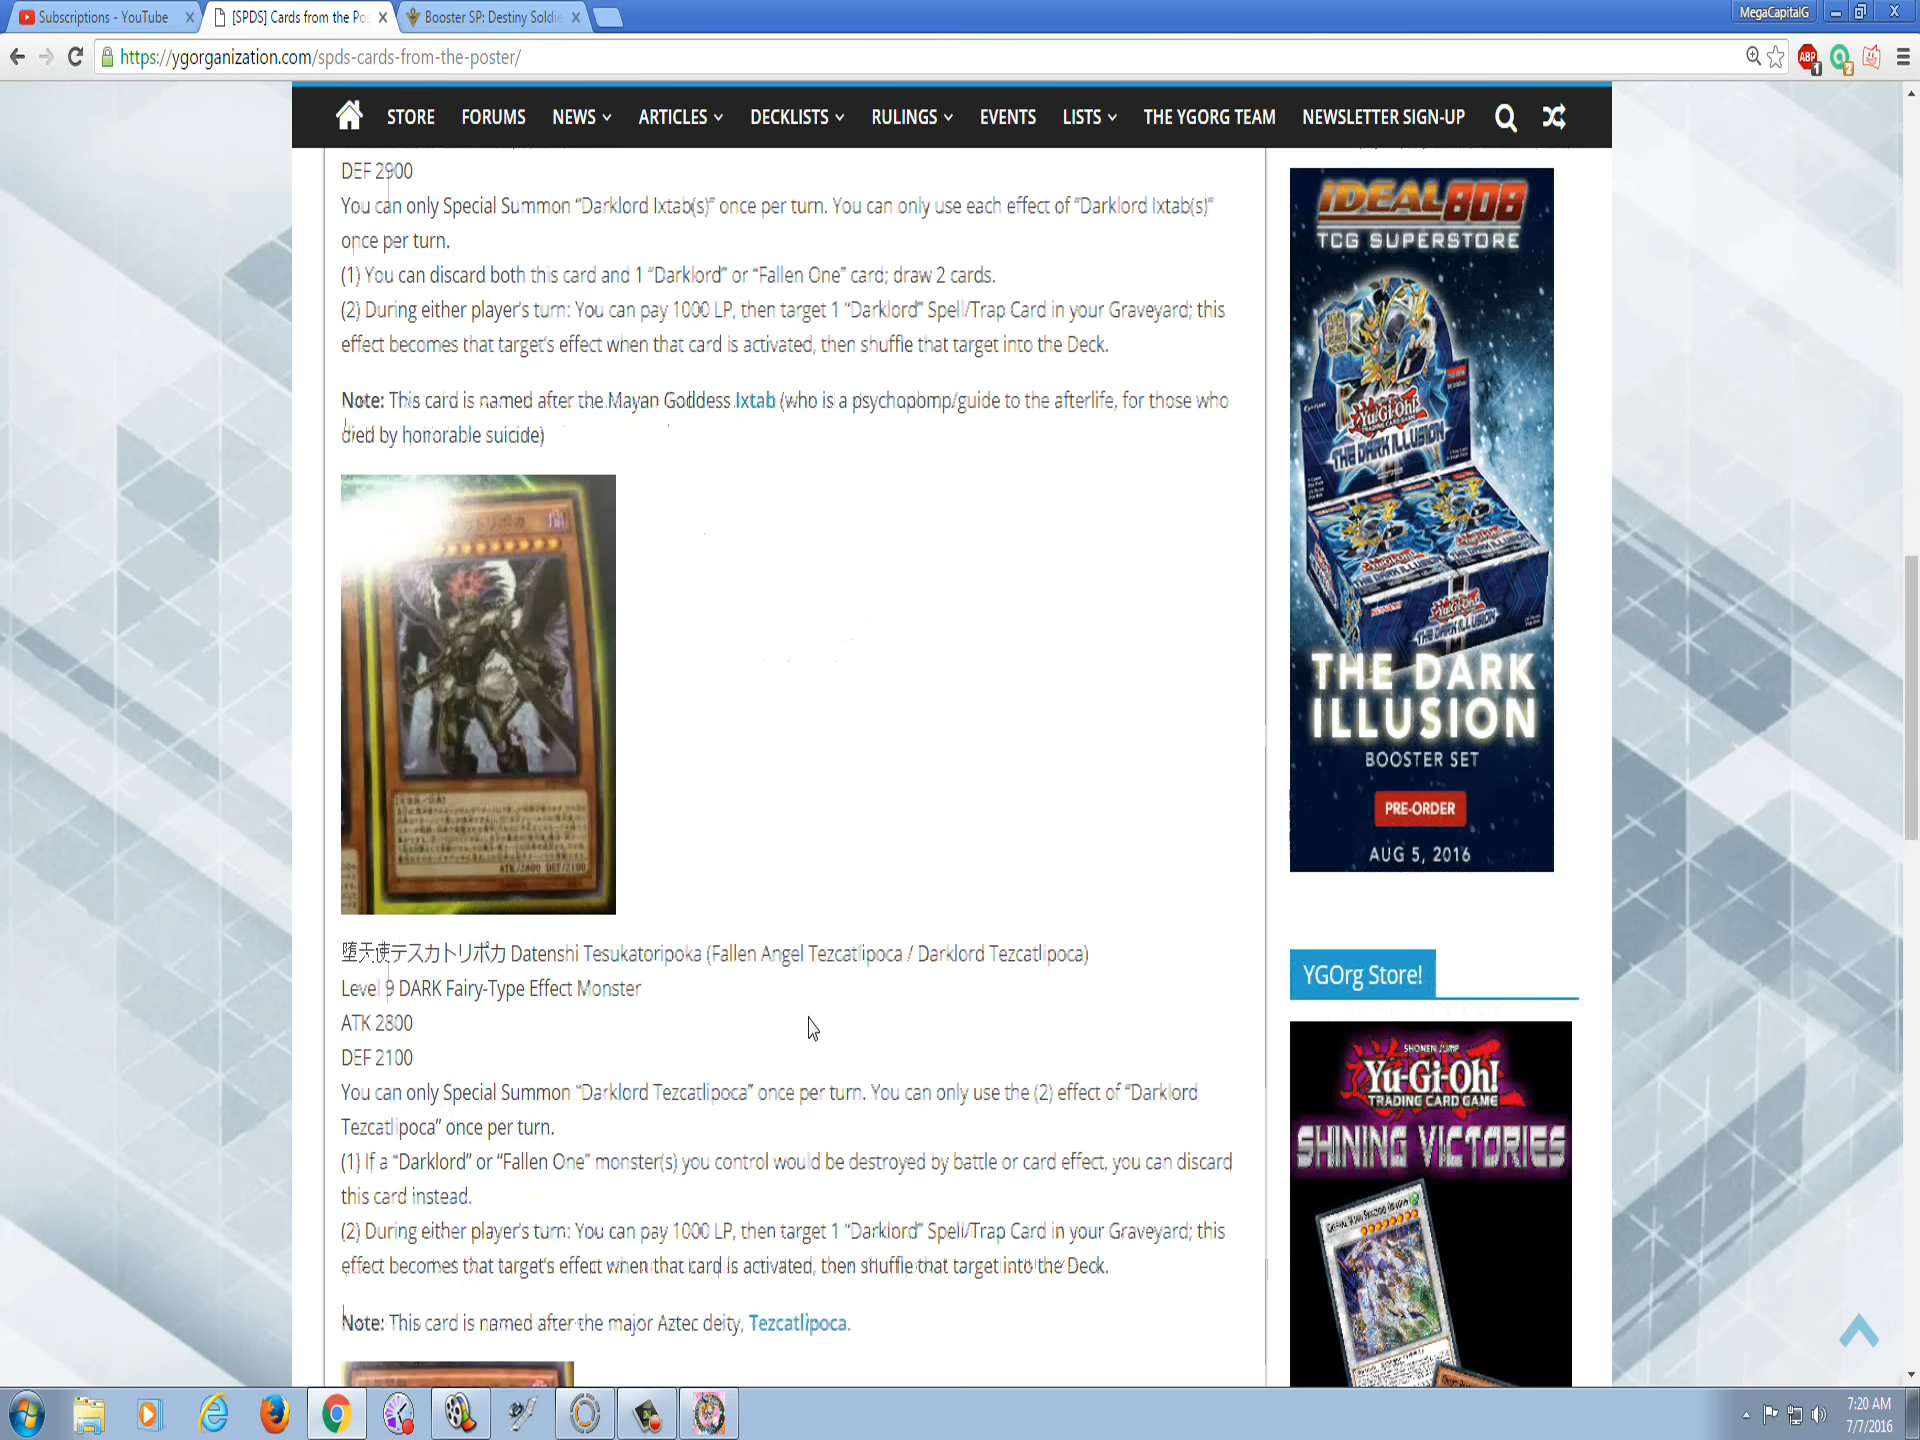 Subscriptions - YouTube
[SPDS] Cards from the Pos
Booster SP: Destiny Soldie
MegaCapitalG
https://ygorganization.com/spds-cards-from-the-poster/
STORE FORUMS NEWS ARTICLES DECKLISTS RULINGS EVENTS LISTS THE YGORG TEAM NEWSLETTER SIGN-UP
DEF 2900
You can only Special Summon “Darklord Ixtab(s)” once per turn. You can only use each effect of “Darklord Ixtab(s)”
once per turn.
(1) You can discard both this card and 1 “Darklord” or “Fallen One” card; draw 2 cards.
(2) During either player’s turn: You can pay 1000 LP, then target 1 “Darklord” Spell/Trap Card in your Graveyard; this
effect becomes that target’s effect when that card is activated, then shuffle that target into the Deck.
Note: This card is named after the Mayan Goddess Ixtab (who is a psychopomp/guide to the afterlife, for those who
died by honorable suicide)
ATK/2800 DEF/2100
堕天使テスカトリポカ Datenshi Tesukatoripoka (Fallen Angel Tezcatlipoca / Darklord Tezcatlipoca)
Level 9 DARK Fairy-Type Effect Monster
ATK 2800
DEF 2100
You can only Special Summon “Darklord Tezcatlipoca” once per turn. You can only use the (2) effect of “Darklord
Tezcatlipoca” once per turn.
(1) If a “Darklord” or “Fallen One” monster(s) you control would be destroyed by battle or card effect, you can discard
this card instead.
(2) During either player’s turn: You can pay 1000 LP, then target 1 “Darklord” Spell/Trap Card in your Graveyard; this
effect becomes that target’s effect when that card is activated, then shuffle that target into the Deck.
Note: This card is named after the major Aztec deity, Tezcatlipoca.
IDEAL808
TCG SUPERSTORE
Yu-Gi-Oh!
THE DARK ILLUSION
THE DARK
ILLUSION
BOOSTER SET
PRE-ORDER
AUG 5, 2016
YGOrg Store!
SHONEN JUMP
Yu-Gi-Oh!
TRADING CARD GAME
SHINING VICTORIES
7:20 AM
7/7/2016